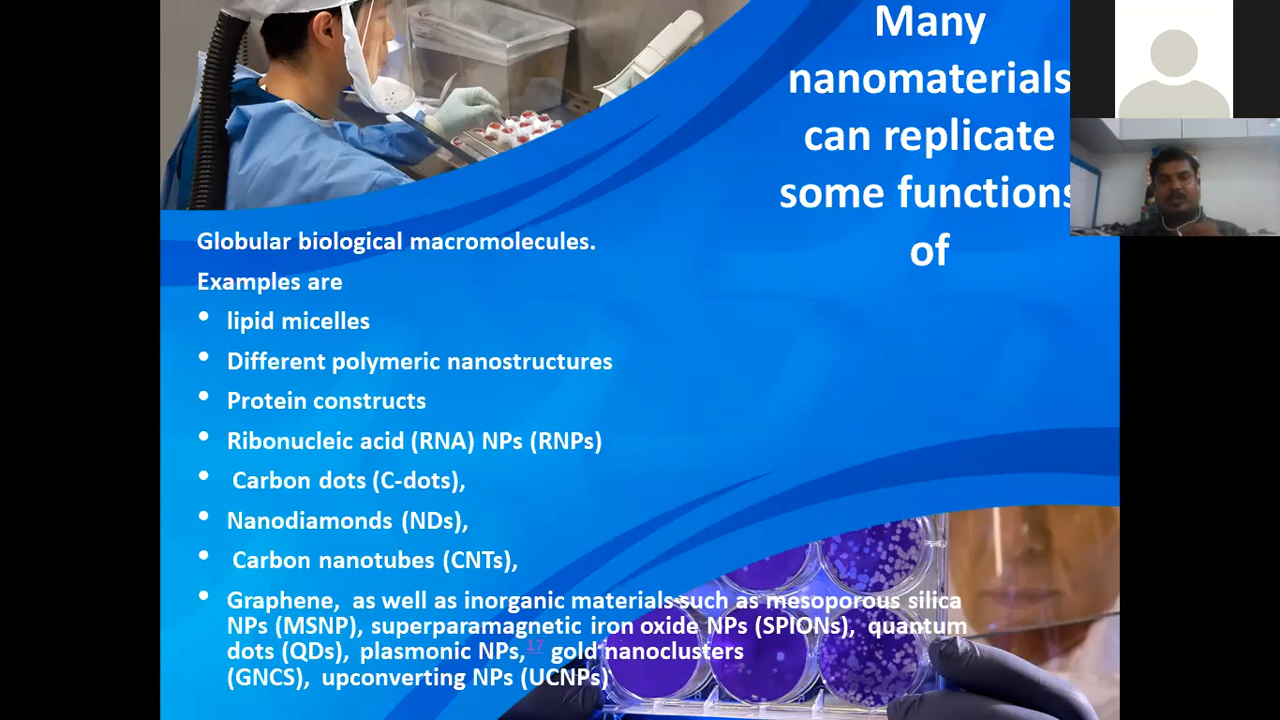 Many
nanomaterials
can replicate
some functions
of
Globular biological macromolecules.
Examples are
• lipid micelles
• Different polymeric nanostructures
• Protein constructs
• Ribonucleic acid (RNA) NPs (RNPs)
• Carbon dots (C-dots),
• Nanodiamonds (NDs),
• Carbon nanotubes (CNTs),
• Graphene, as well as inorganic materials such as mesoporous silica
NPs (MSNP), superparamagnetic iron oxide NPs (SPIONs), quantum
dots (QDs), plasmonic NPs,17 gold nanoclusters
(GNCS), upconverting NPs (UCNPs)